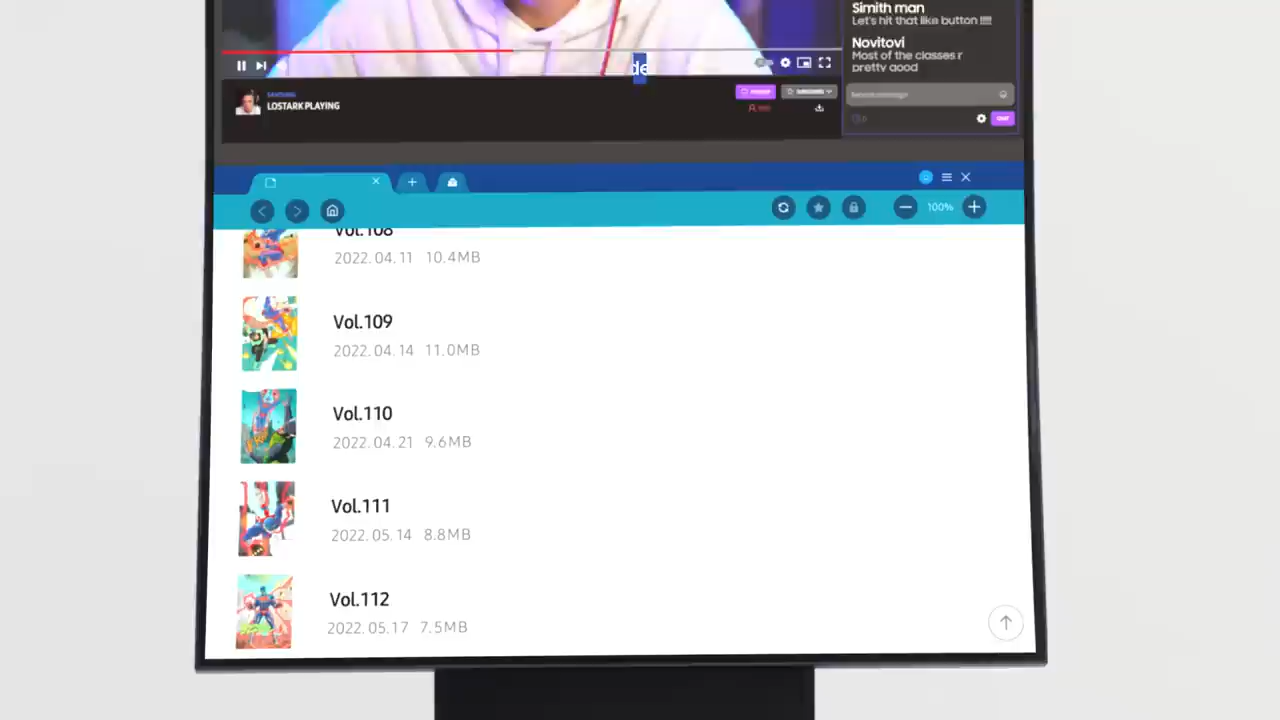 Simith man
Let's hit that like button !!!!!
Novitovi
Most of the classes r
pretty good
de
LOSTARK PLAYING
100%
Vol.108
2022.04.11 10.4MB
Vol.109
2022.04.14 11.0MB
Vol.110
2022.04.21 9.6MB
Vol.111
2022.05.14 8.8MB
Vol.112
2022.05.17 7.5MB